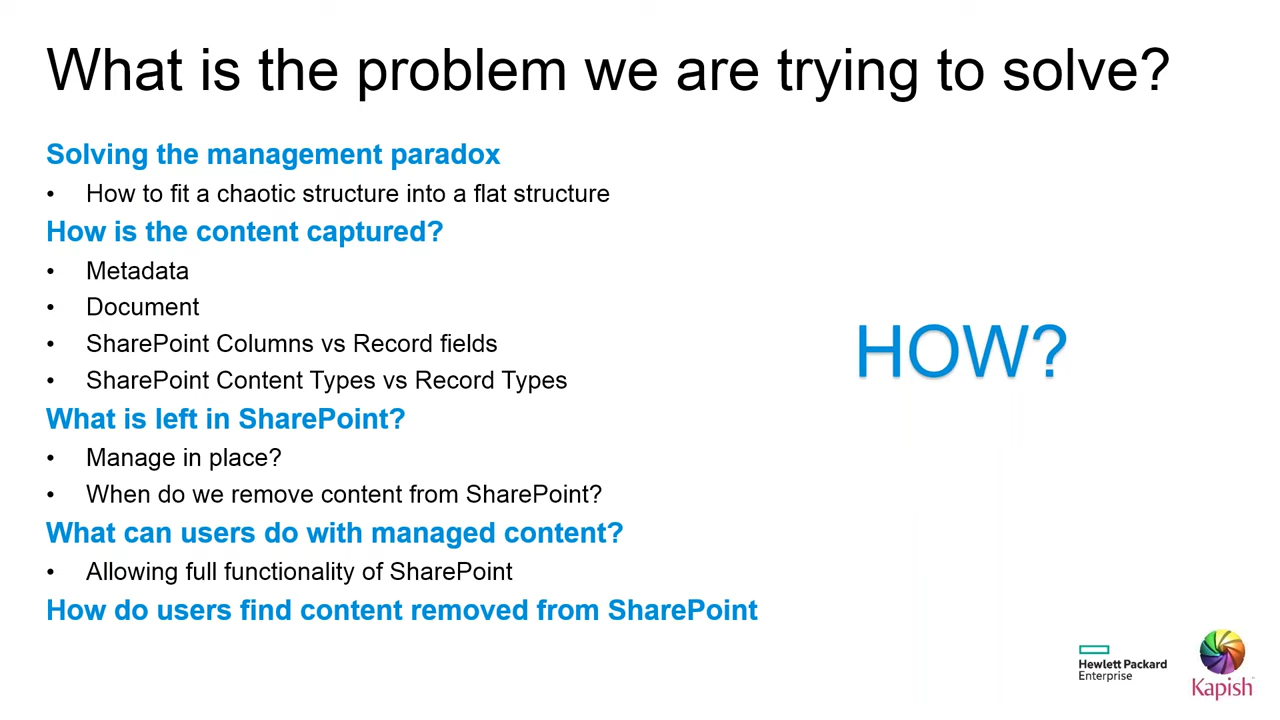 What is the problem we are trying to solve?
Solving the management paradox
• How to fit a chaotic structure into a flat structure
How is the content captured?
• Metadata
• Document
• SharePoint Columns vs Record fields
• SharePoint Content Types vs Record Types
What is left in SharePoint?
• Manage in place?
• When do we remove content from SharePoint?
What can users do with managed content?
• Allowing full functionality of SharePoint
How do users find content removed from SharePoint
HOW?
Hewlett Packard
Enterprise
Kapish